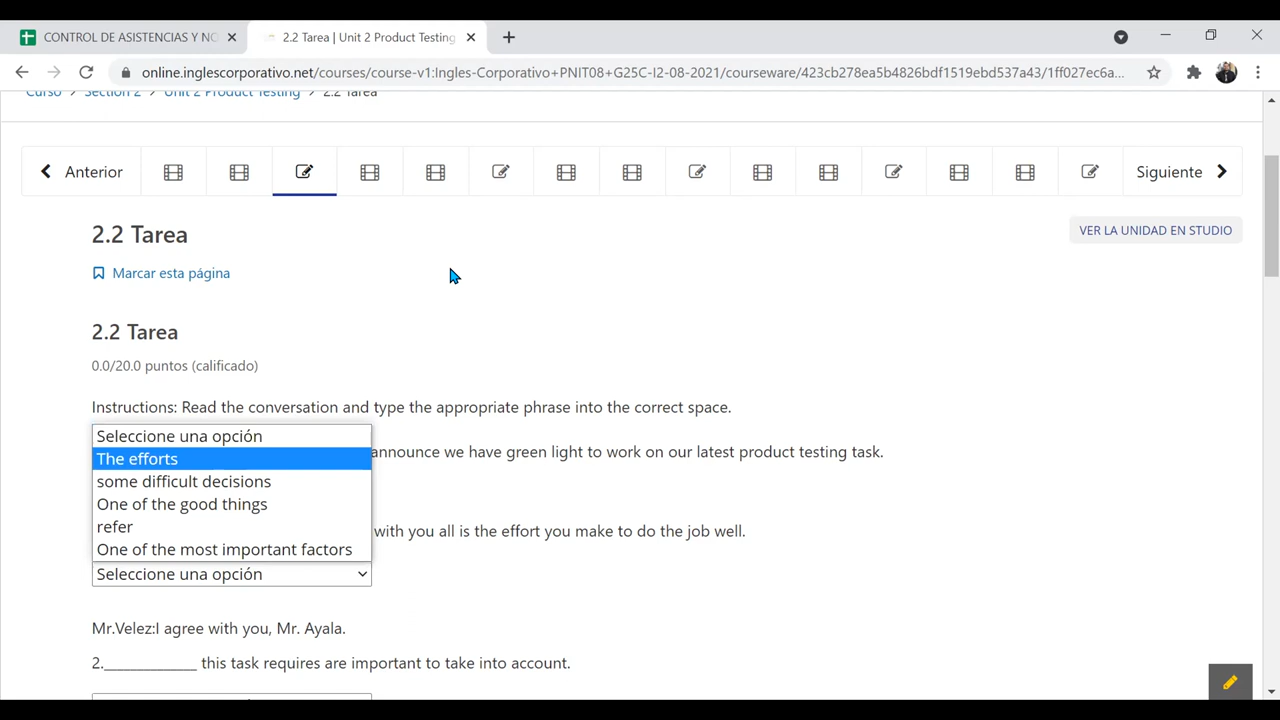 CONTROL DE ASISTENCIAS Y NO
2.2 Tarea | Unit 2 Product Testing
online.inglescorporativo.net/courses/course-v1:Ingles-Corporativo+PNIT08+G25C-I2-08-2021/courseware/423cb278ea5b4826bdf1519ebd537a43/1ff027ec6a...
Curso > Section 2 > Unit 2 Product Testing > 2.2 Tarea
Anterior
Siguiente
2.2 Tarea
VER LA UNIDAD EN STUDIO
Marcar esta página
2.2 Tarea
0.0/20.0 puntos (calificado)
Instructions: Read the conversation and type the appropriate phrase into the correct space.
Seleccione una opción
announce we have green light to work on our latest product testing task.
The efforts
some difficult decisions
One of the good things
refer
with you all is the effort you make to do the job well.
One of the most important factors
Seleccione una opción
Mr.Velez:I agree with you, Mr. Ayala.
2.______________ this task requires are important to take into account.